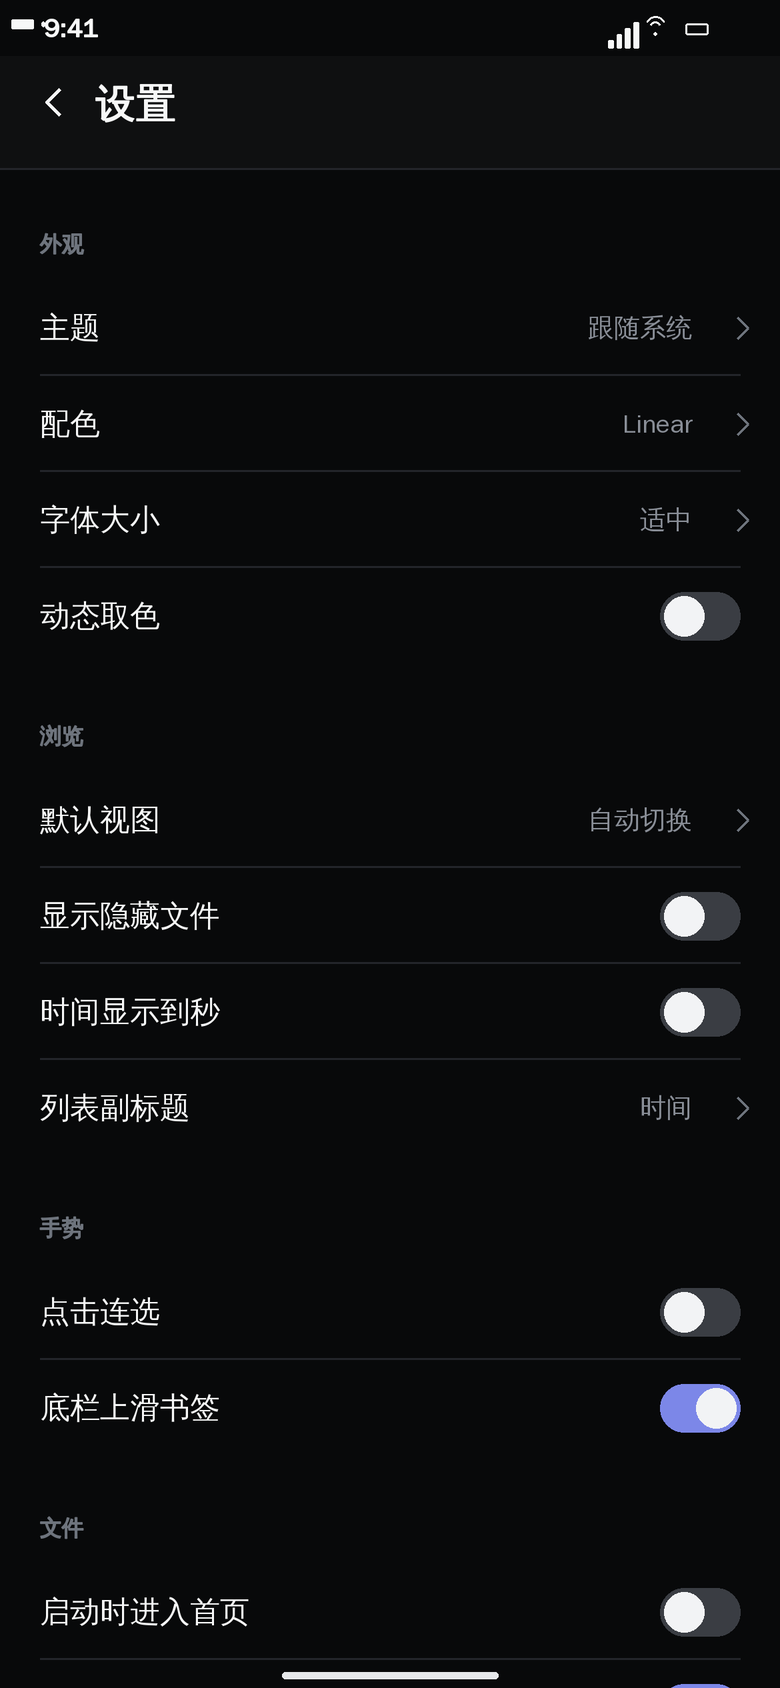 9:41
设置
外观
主题
跟随系统
配色
Linear
字体大小
适中
动态取色
浏览
默认视图
自动切换
显示隐藏文件
时间显示到秒
列表副标题
时间
手势
点击连选
底栏上滑书签
文件
启动时进入首页